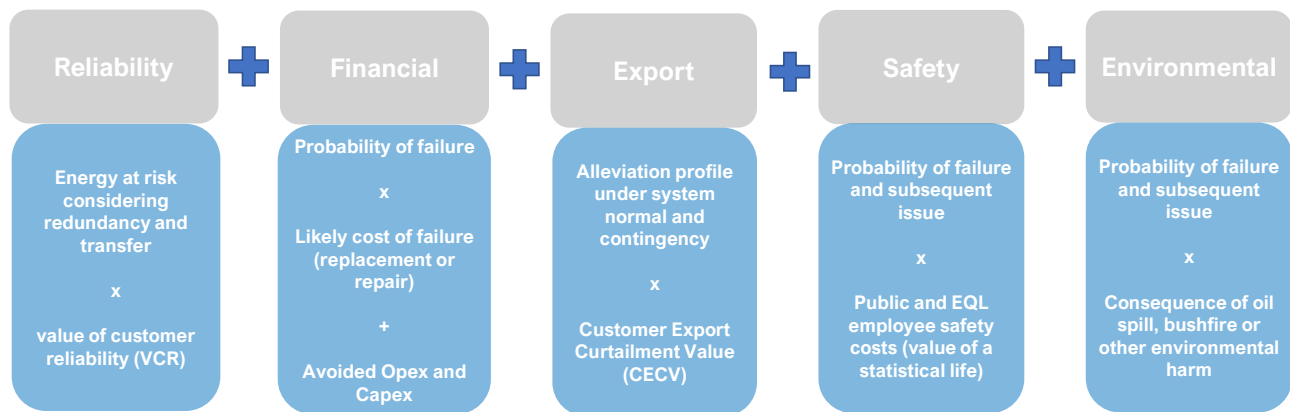 Reliability
Financial
Export
Safety
Environmental
Energy at risk
considering
redundancy and
transfer
x
value of customer
reliability (VCR)
Probability of failure
x
Likely cost of failure
(replacement or
repair)
+
Avoided Opex and
Capex
Alleviation profile
under system
normal and
contingency
x
Customer Export
Curtailment Value
(CECV)
Probability of failure
and subsequent
issue
x
Public and EQL
employee safety
costs (value of a
statistical life)
Probability of failure
and subsequent
issue
x
Consequence of oil
spill, bushfire or
other environmental
harm